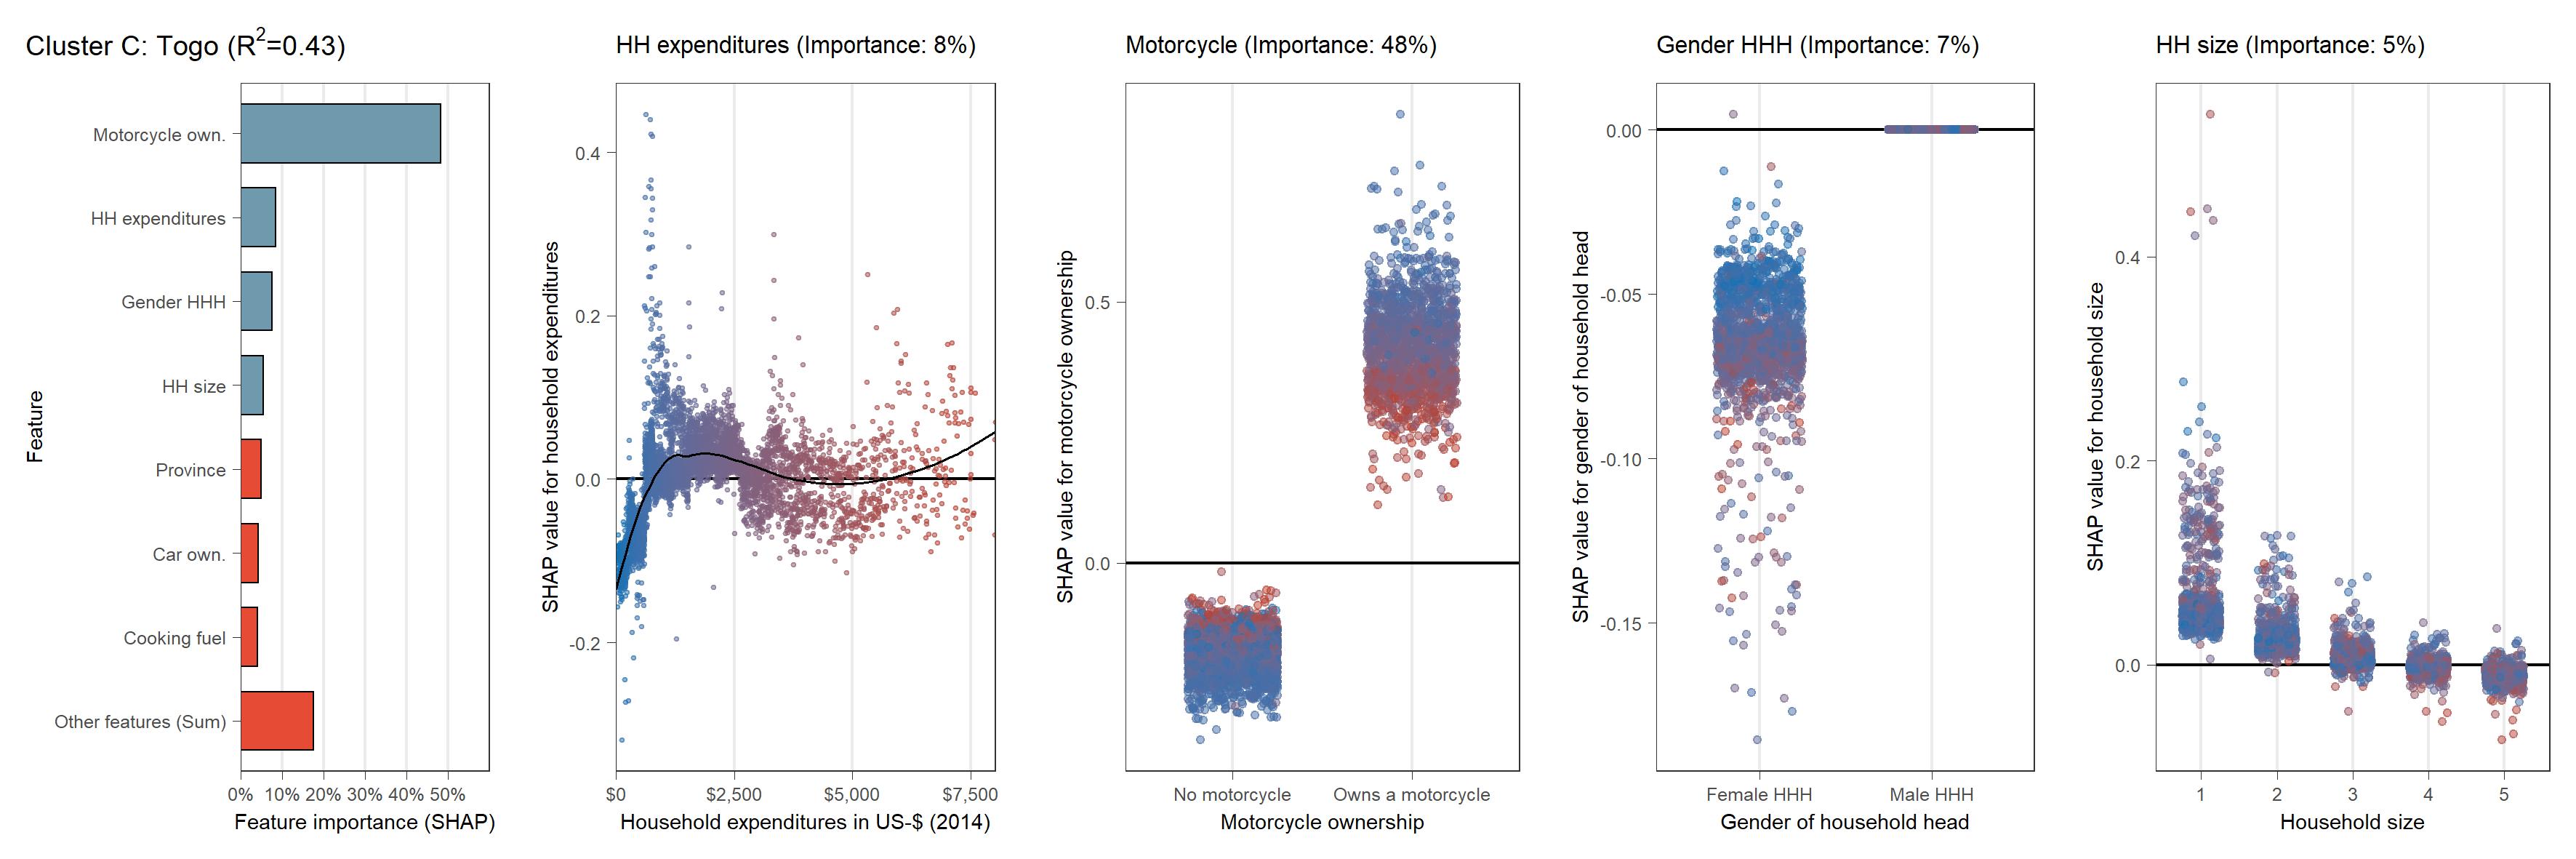 Cluster C: Togo (R²=0.43)
Feature
Motorcycle own.
HH expenditures
Gender HHH
HH size
Province
Car own.
Cooking fuel
Other features (Sum)
0% 10% 20% 30% 40% 50%
Feature importance (SHAP)
HH expenditures (Importance: 8%)
SHAP value for household expenditures
0.4
0.2
0.0
-0.2
$0 $2,500 $5,000 $7,500
Household expenditures in US-$ (2014)
Motorcycle (Importance: 48%)
SHAP value for motorcycle ownership
0.5
0.0
No motorcycle Owns a motorcycle
Motorcycle ownership
Gender HHH (Importance: 7%)
SHAP value for gender of household head
0.00
-0.05
-0.10
-0.15
Female HHH Male HHH
Gender of household head
HH size (Importance: 5%)
SHAP value for household size
0.4
0.2
0.0
1 2 3 4 5
Household size